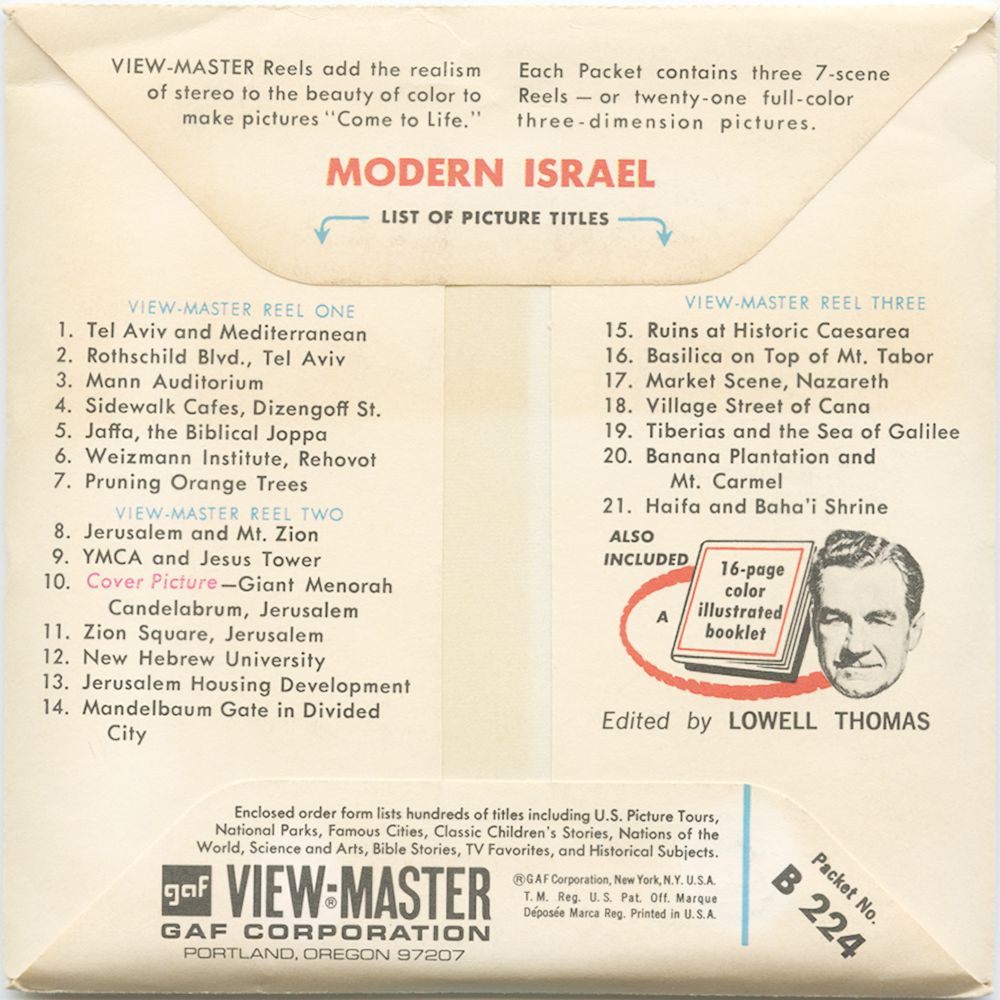 VIEW-MASTER Reels add the realism
of stereo to the beauty of color to
make pictures "Come to Life."
Each Packet contains three 7-scene
Reels — or twenty-one full-color
three-dimension pictures.
MODERN ISRAEL
LIST OF PICTURE TITLES
VIEW-MASTER REEL ONE
1. Tel Aviv and Mediterranean
2. Rothschild Blvd., Tel Aviv
3. Mann Auditorium
4. Sidewalk Cafes, Dizengoff St.
5. Jaffa, the Biblical Joppa
6. Weizmann Institute, Rehovot
7. Pruning Orange Trees
VIEW-MASTER REEL TWO
8. Jerusalem and Mt. Zion
9. YMCA and Jesus Tower
10. Cover Picture—Giant Menorah
Candelabrum, Jerusalem
11. Zion Square, Jerusalem
12. New Hebrew University
13. Jerusalem Housing Development
14. Mandelbaum Gate in Divided
City
VIEW-MASTER REEL THREE
15. Ruins at Historic Caesarea
16. Basilica on Top of Mt. Tabor
17. Market Scene, Nazareth
18. Village Street of Cana
19. Tiberias and the Sea of Galilee
20. Banana Plantation and
Mt. Carmel
21. Haifa and Baha'i Shrine
ALSO
INCLUDED
A
16-page
color
illustrated
booklet
Edited by LOWELL THOMAS
Enclosed order form lists hundreds of titles including U.S. Picture Tours,
National Parks, Famous Cities, Classic Children's Stories, Nations of the
World, Science and Arts, Bible Stories, TV Favorites, and Historical Subjects.
gaf VIEW-MASTER®
GAF CORPORATION
PORTLAND, OREGON 97207
®GAF Corporation, New York, N.Y. U.S.A.
T. M. Reg. U. S. Pat. Off. Marque
Déposée Marca Reg. Printed in U.S.A.
Packet No.
B 224